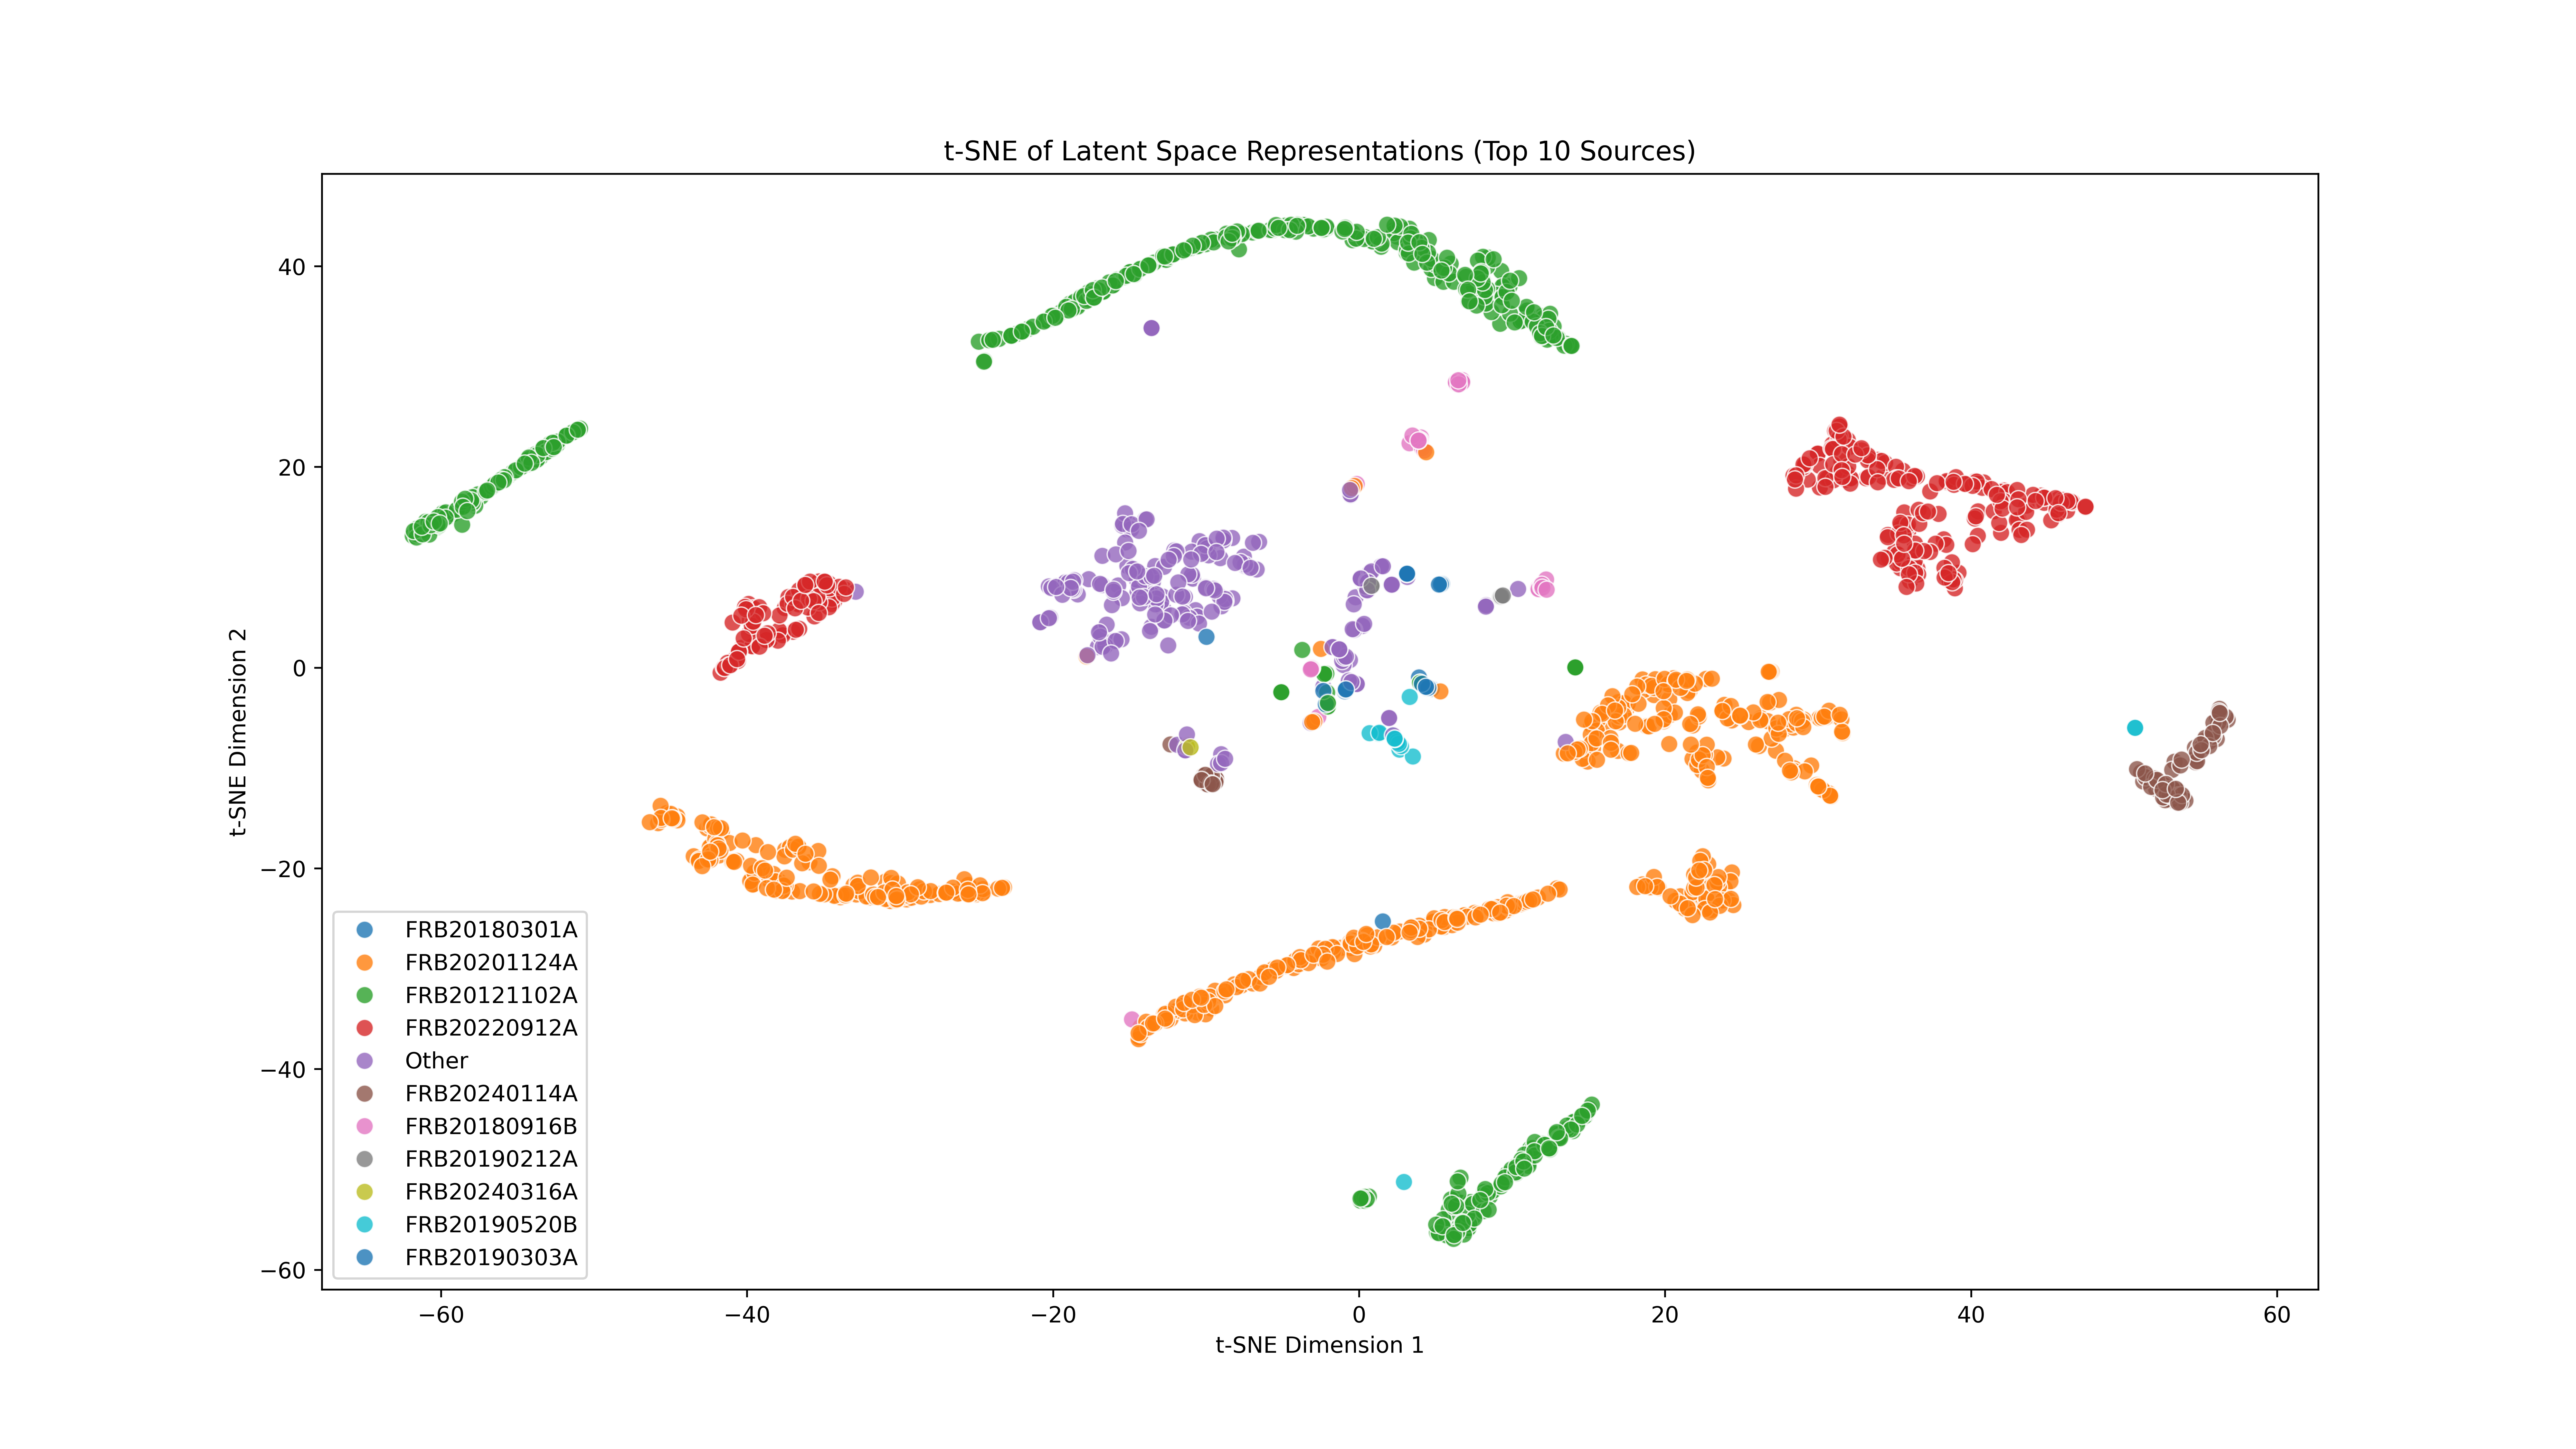 t-SNE of Latent Space Representations (Top 10 Sources)
t-SNE Dimension 2
40
20
0
−20
−40
−60
FRB20180301A
FRB20201124A
FRB20121102A
FRB20220912A
Other
FRB20240114A
FRB20180916B
FRB20190212A
FRB20240316A
FRB20190520B
FRB20190303A
−60 −40 −20 0 20 40 60
t-SNE Dimension 1